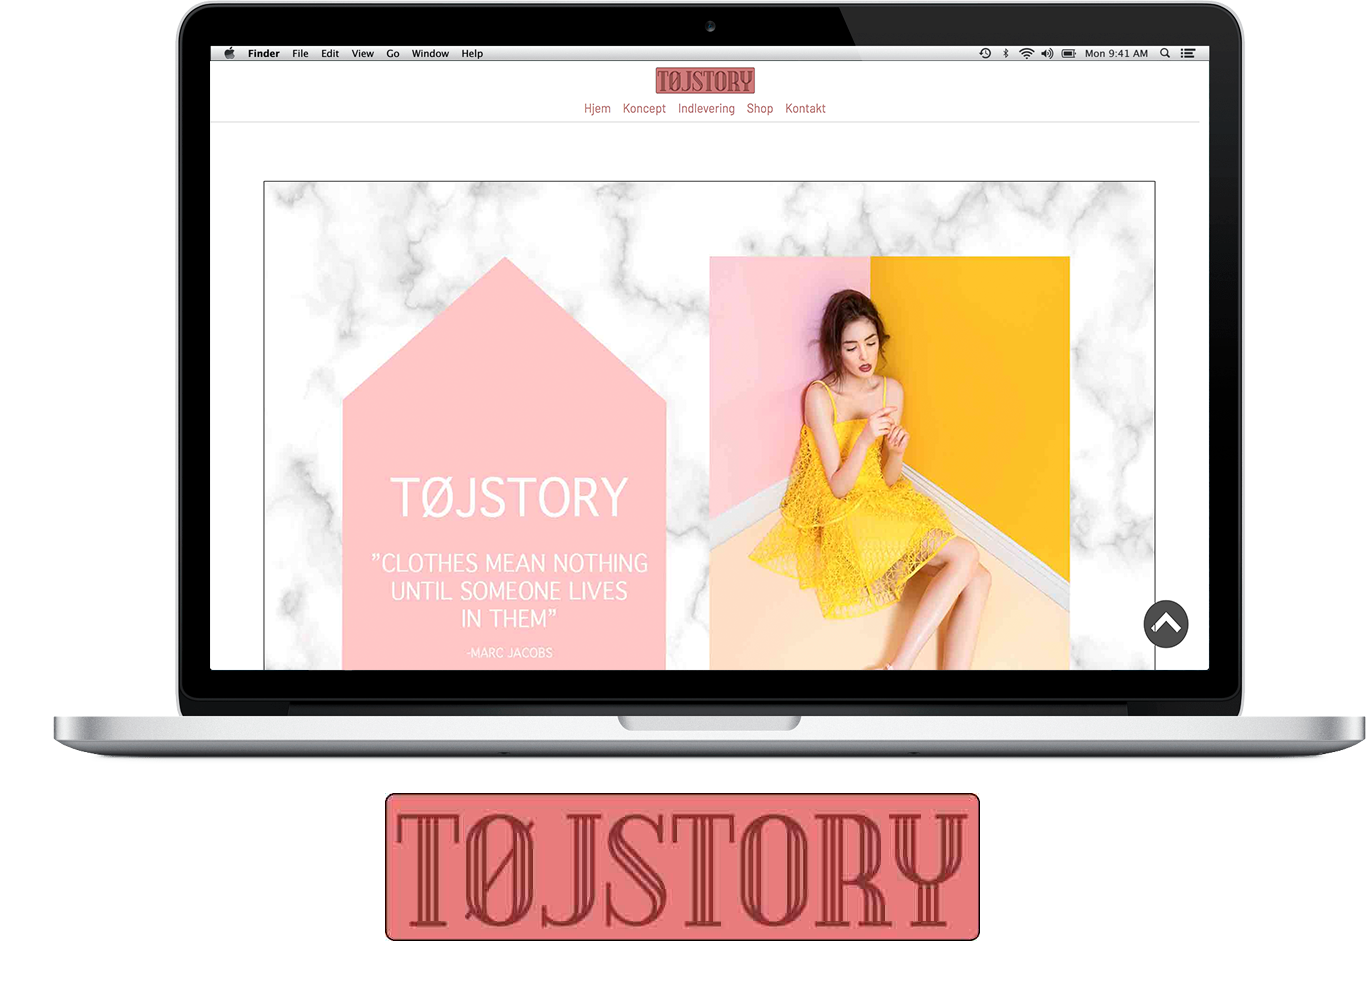 Finder File Edit View Go Window Help Mon 9:41 AM
TØJSTORY
Hjem Koncept Indlevering Shop Kontakt
TØJSTORY
”CLOTHES MEAN NOTHING
UNTIL SOMEONE LIVES
IN THEM”
-MARC JACOBS
TØJSTORY